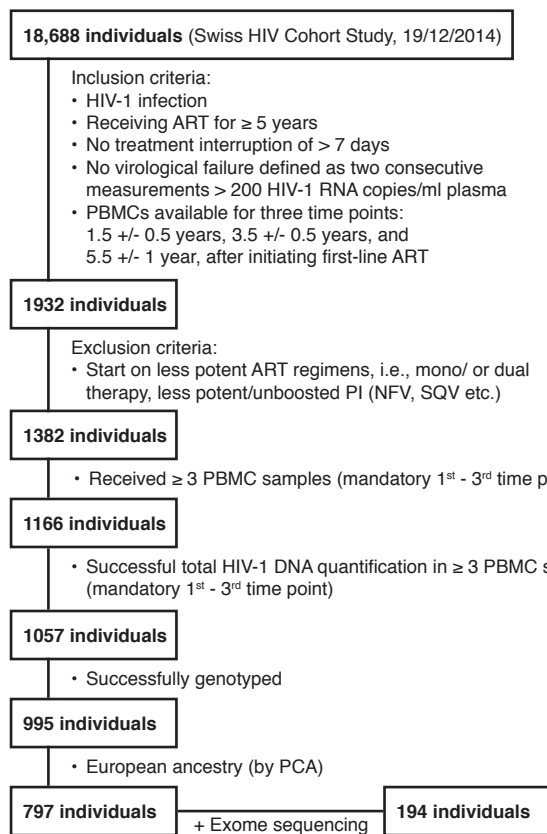 18,688 individuals (Swiss HIV Cohort Study, 19/12/2014)
Inclusion criteria:
• HIV-1 infection
• Receiving ART for ≥ 5 years
• No treatment interruption of > 7 days
• No virological failure defined as two consecutive
measurements > 200 HIV-1 RNA copies/ml plasma
• PBMCs available for three time points:
1.5 +/- 0.5 years, 3.5 +/- 0.5 years, and
5.5 +/- 1 year, after initiating first-line ART
1932 individuals
Exclusion criteria:
• Start on less potent ART regimens, i.e., mono/ or dual
therapy, less potent/unboosted PI (NFV, SQV etc.)
1382 individuals
• Received ≥ 3 PBMC samples (mandatory 1st - 3rd time
1166 individuals
• Successful total HIV-1 DNA quantification in ≥ 3 PBMC
(mandatory 1st - 3rd time point)
1057 individuals
• Successfully genotyped
995 individuals
• European ancestry (by PCA)
797 individuals
+ Exome sequencing
194 individuals